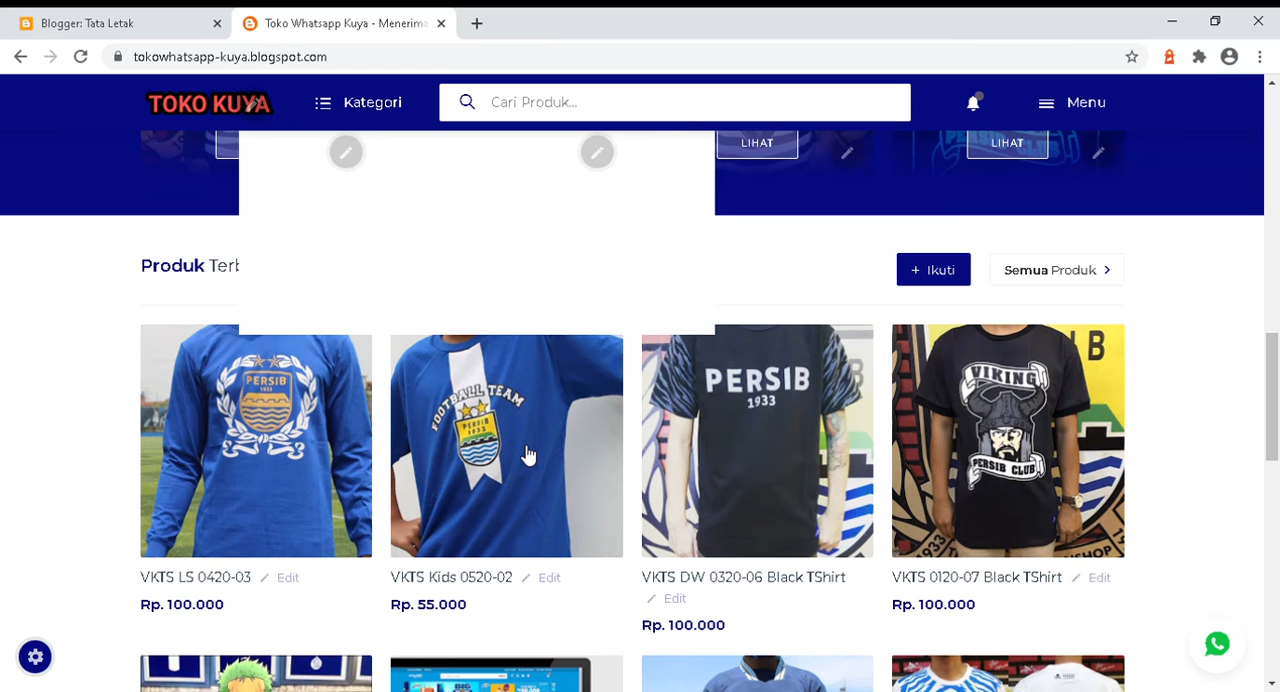 Blogger: Tata Letak
Toko Whatsapp Kuya - Menerima
tokowhatsapp-kuya.blogspot.com
TOKO KUYA
Kategori
Cari Produk...
Menu
LIHAT
LIHAT
Produk Terb
+ Ikuti
Semua Produk
PERSIB
1933
FOOTBALL TEAM
PERSIB
1933
PERSIB
1933
VIKING
PERSIB CLUB
VKTS LS 0420-03 Edit
VKTS Kids 0520-02 Edit
VKTS DW 0320-06 Black TShirt
Edit
VKTS 0120-07 Black TShirt Edit
Rp. 100.000
Rp. 55.000
Rp. 100.000
Rp. 100.000